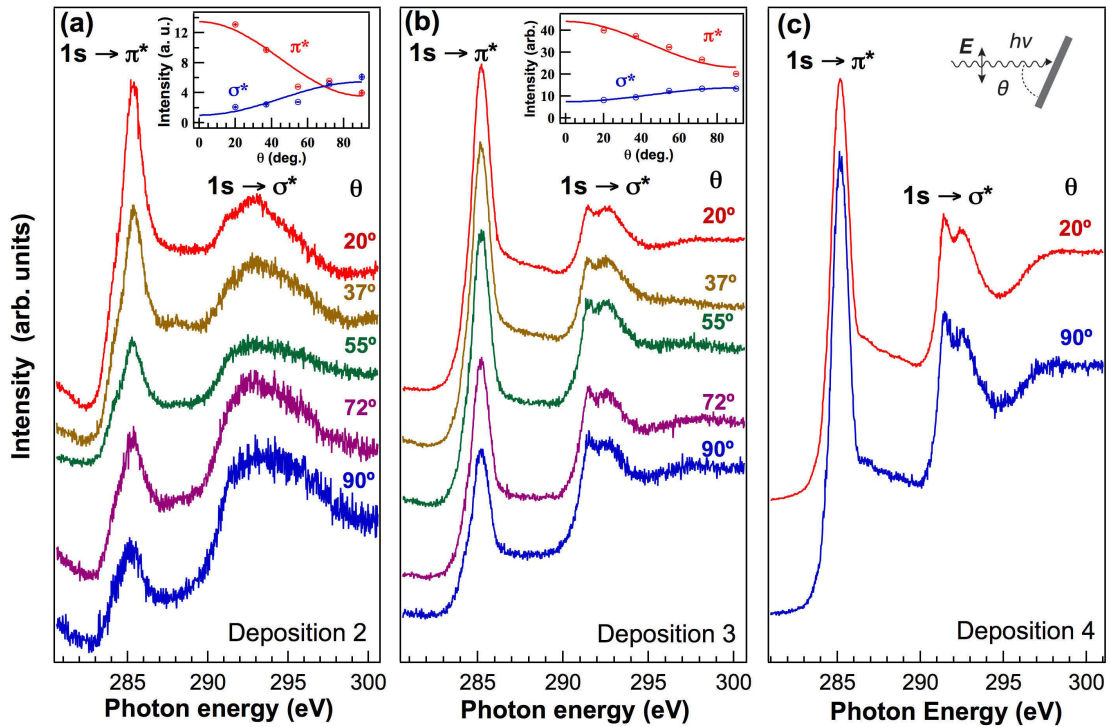 Intensity (arb. units)
(a)
1s → π*
Intensity (a. u.)
12
8
4
0
π*
σ*
0 20 40 60 80
θ (deg.)
1s → σ*
θ
20º
37º
55º
72º
90º
Deposition 2
285 290 295 300
Photon energy (eV)
(b)
1s → π*
Intensity (arb.)
40
30
20
10
0
π*
σ*
0 20 40 60 80
θ (deg.)
1s → σ*
θ
20º
37º
55º
72º
90º
Deposition 3
285 290 295 300
Photon energy (eV)
(c)
1s → π*
E
hν
θ
1s → σ*
θ
20º
90º
Deposition 4
285 290 295 300
Photon Energy (eV)